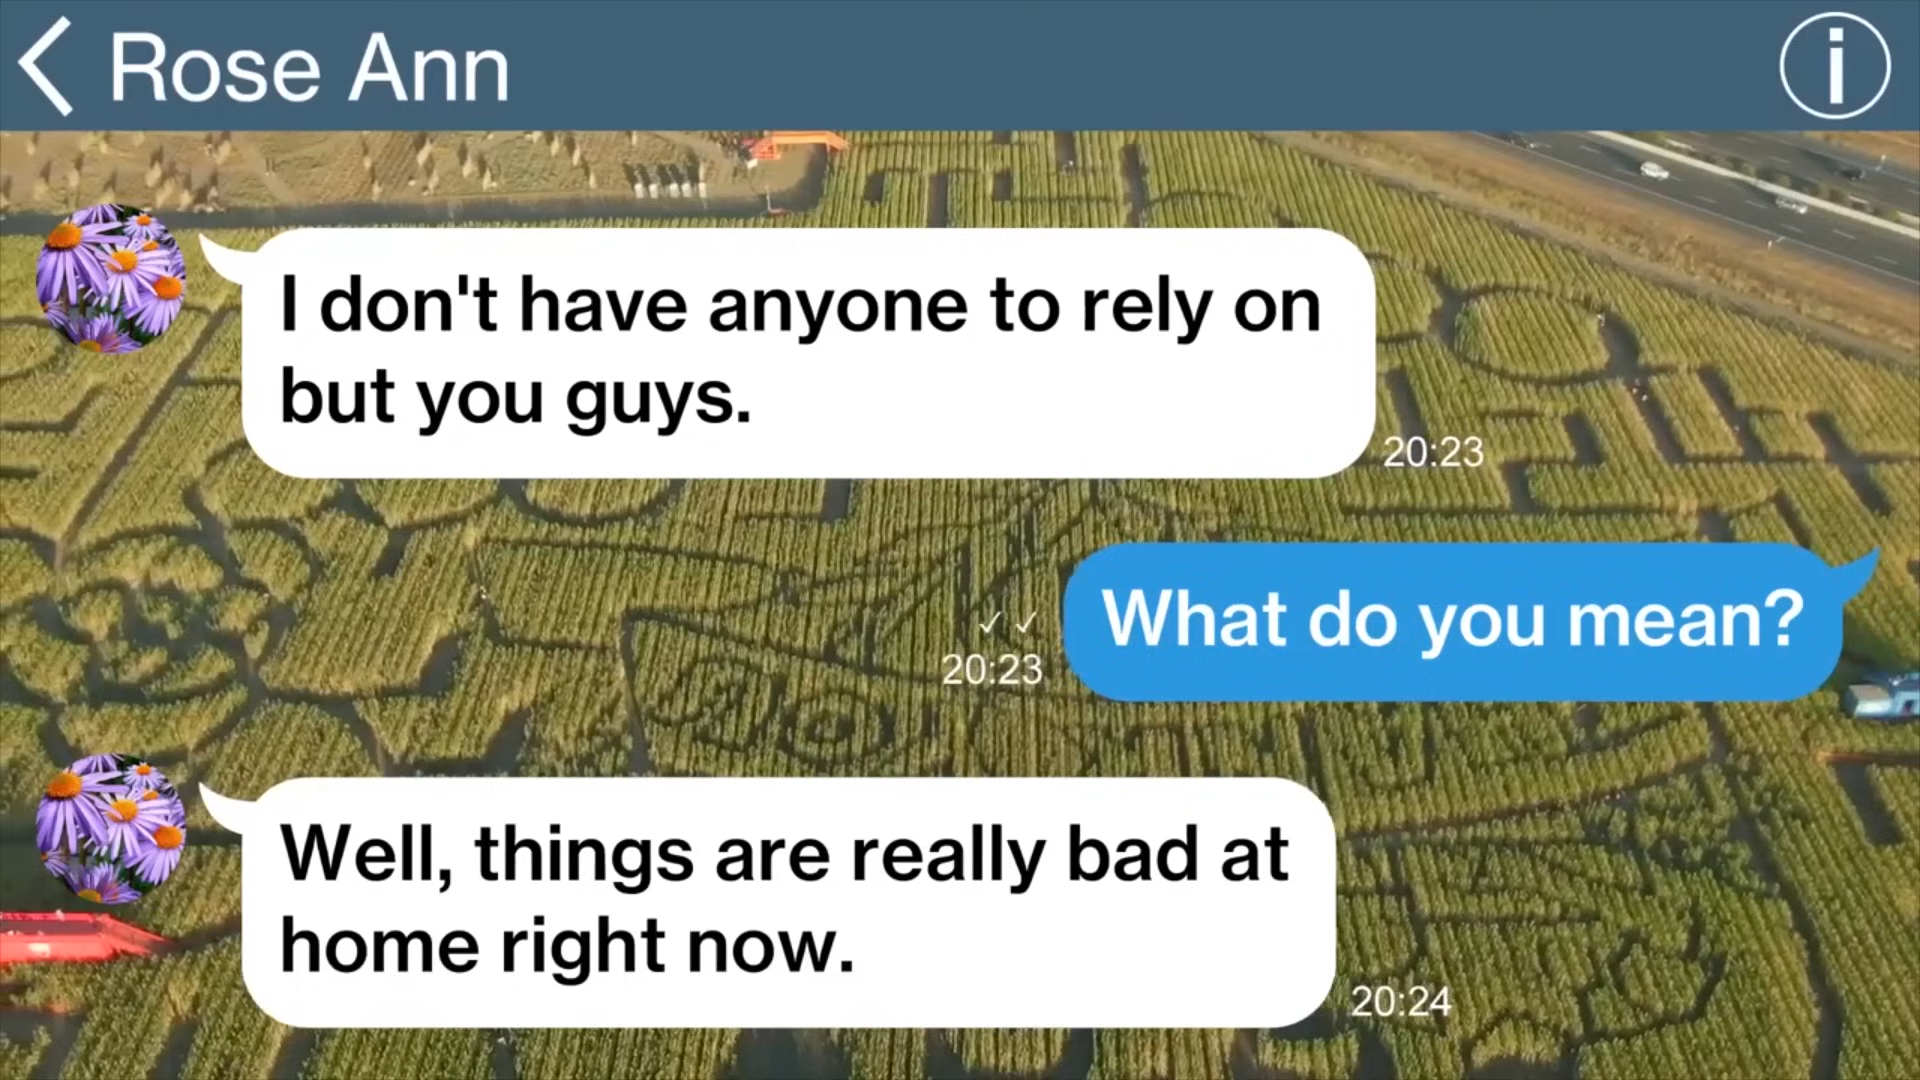 Rose Ann
I don't have anyone to rely on
but you guys.
20:23
What do you mean?
20:23
Well, things are really bad at
home right now.
20:24